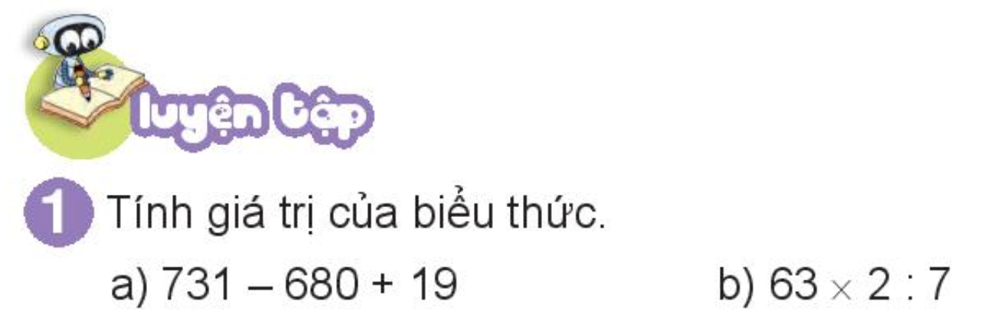 luyện tập
1 Tính giá trị của biểu thức.
a) 731 – 680 + 19 b) 63 × 2 : 7